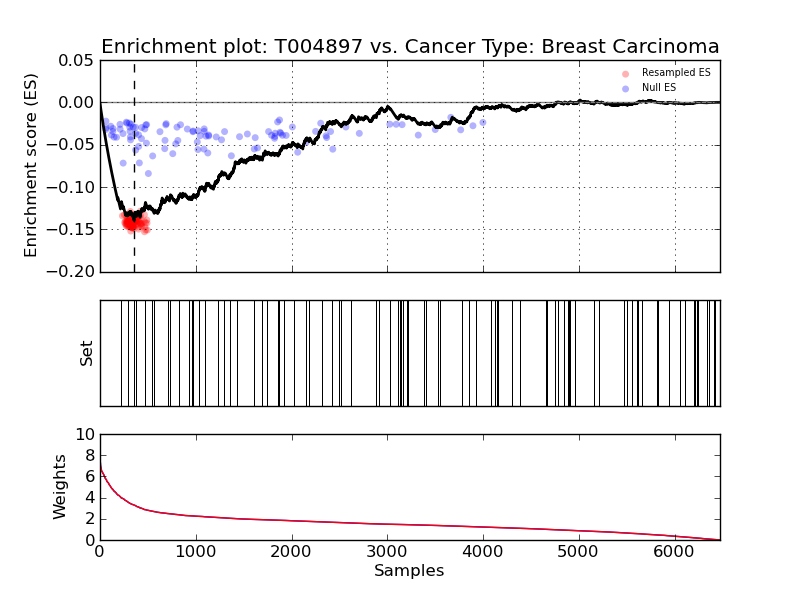 Enrichment plot: T004897 vs. Cancer Type: Breast Carcinoma
Enrichment score (ES)
0.05
0.00
−0.05
−0.10
−0.15
−0.20
Resampled ES
Null ES
Set
Weights
10
8
6
4
2
0
0 1000 2000 3000 4000 5000 6000
Samples